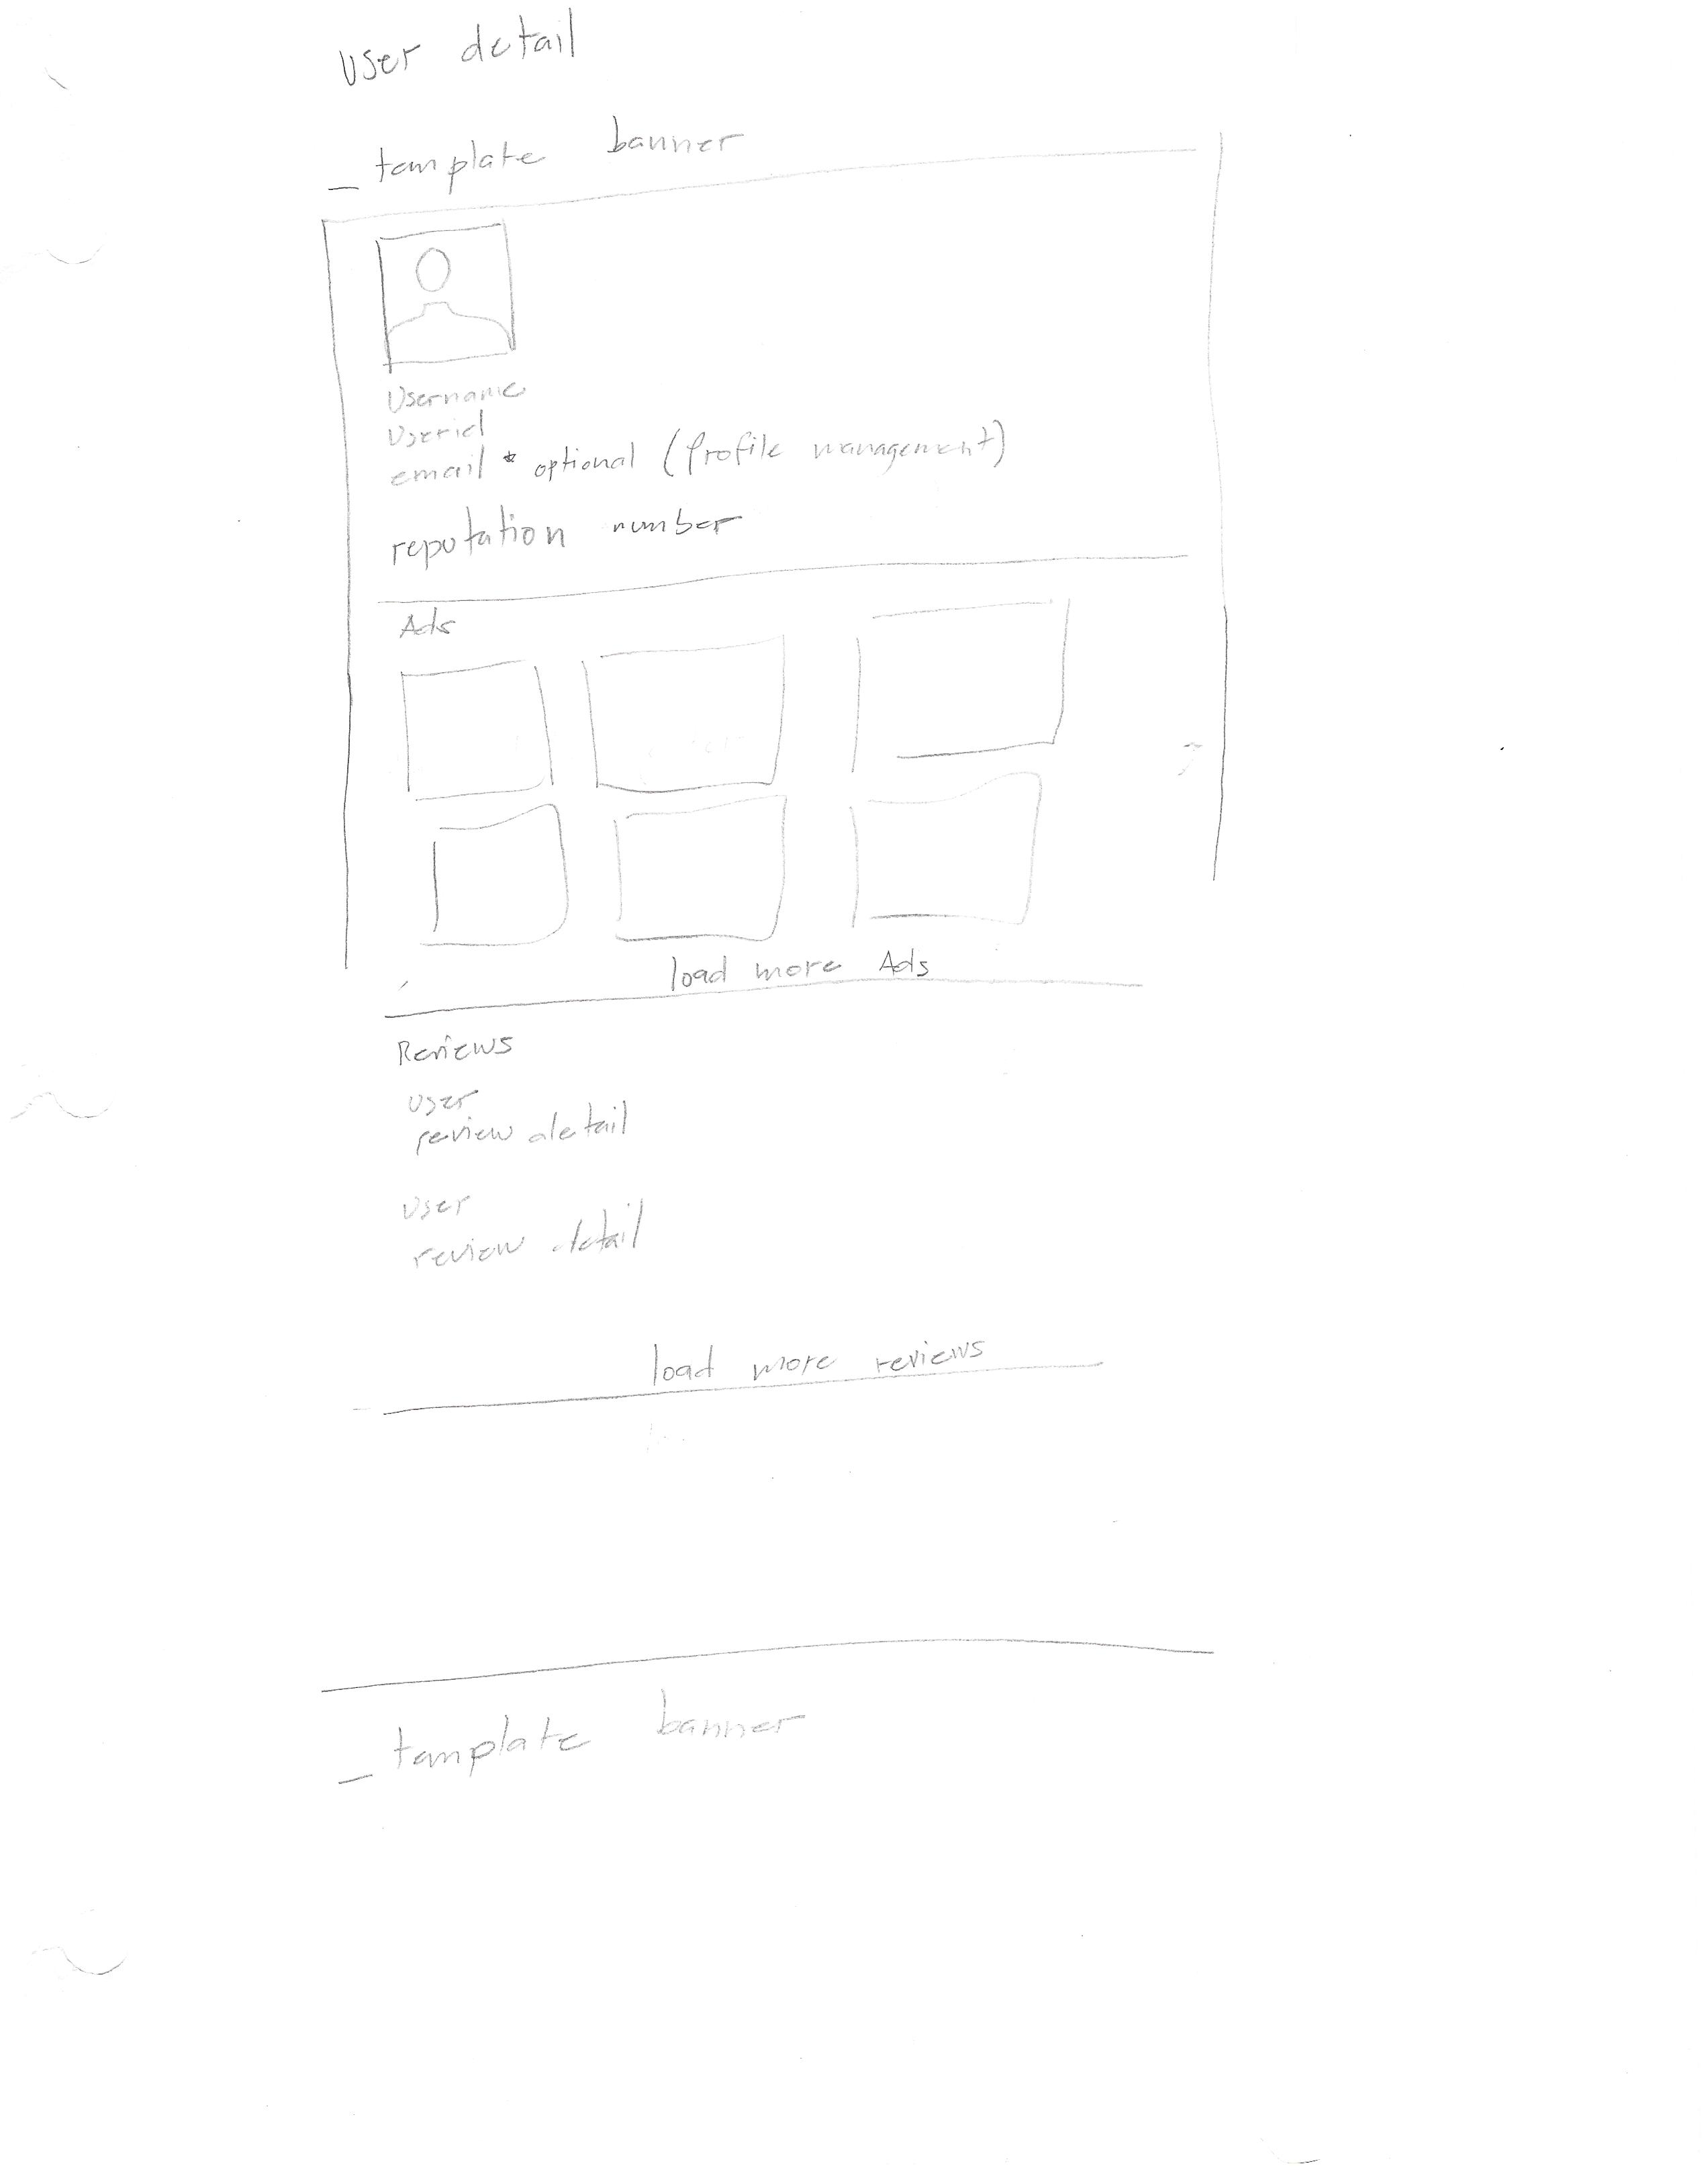 User detail
_template banner
Username
Userid
email * optional (profile management)
reputation number
Ads
load more Ads
Reviews
user
review detail
user
review detail
load more reviews
_template banner